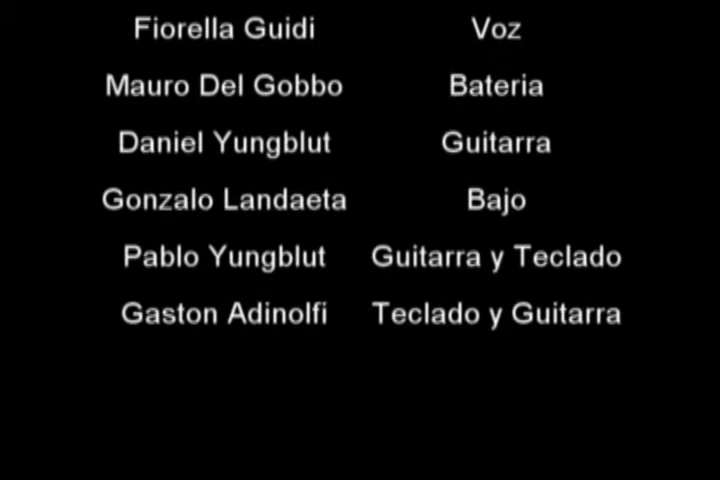 Fiorella Guidi Voz
Mauro Del Gobbo Bateria
Daniel Yungblut Guitarra
Gonzalo Landaeta Bajo
Pablo Yungblut Guitarra y Teclado
Gaston Adinolfi Teclado y Guitarra